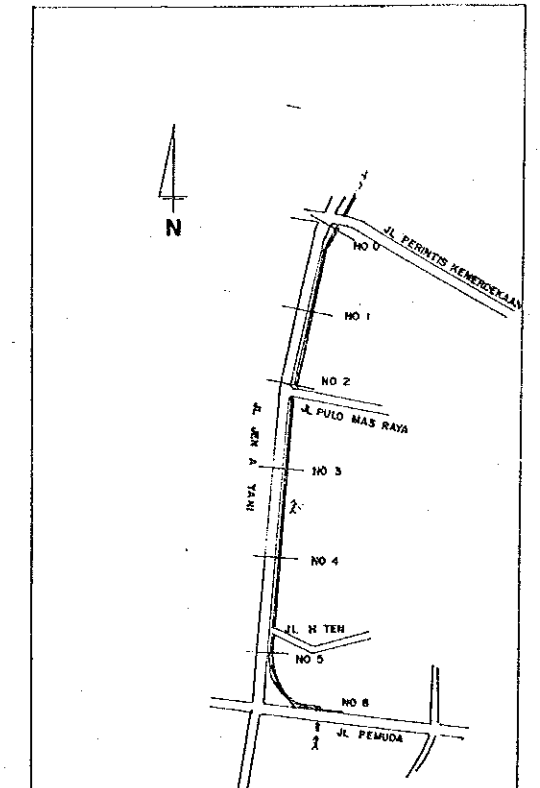 N
JL PERINTIS KEMERDEKAAN
NO 0
NO 1
NO 2
JL PULO MAS RAYA
JL JEN A YANI
NO 3
NO 4
JL H TEN
NO 5
NO 6
JL PEMUDA